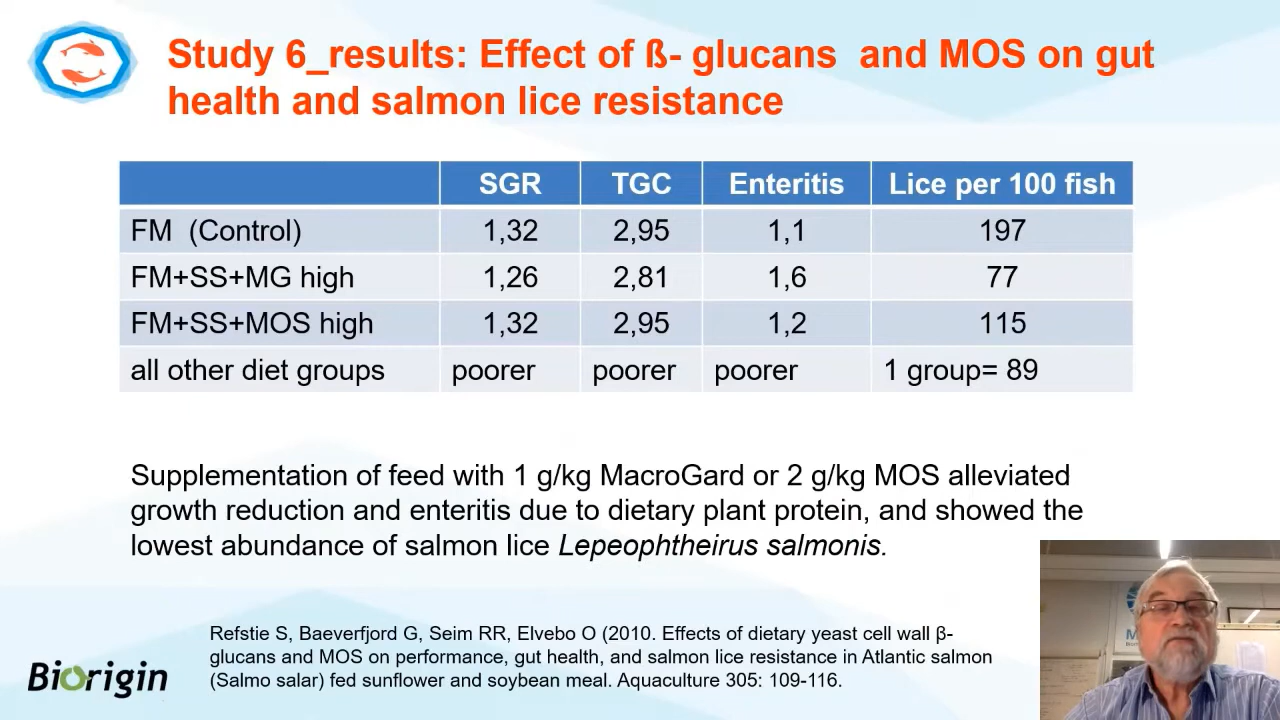 Study 6_results: Effect of ß- glucans  and MOS on gut
health and salmon lice resistance
SGR TGC Enteritis Lice per 100 fish
FM  (Control) 1,32 2,95 1,1 197
FM+SS+MG high 1,26 2,81 1,6 77
FM+SS+MOS high 1,32 2,95 1,2 115
all other diet groups poorer poorer poorer 1 group= 89
Supplementation of feed with 1 g/kg MacroGard or 2 g/kg MOS alleviated
growth reduction and enteritis due to dietary plant protein, and showed the
lowest abundance of salmon lice Lepeophtheirus salmonis.
Refstie S, Baeverfjord G, Seim RR, Elvebo O (2010. Effects of dietary yeast cell wall β-
glucans and MOS on performance, gut health, and salmon lice resistance in Atlantic salmon
(Salmo salar) fed sunflower and soybean meal. Aquaculture 305: 109-116.
Biorigin